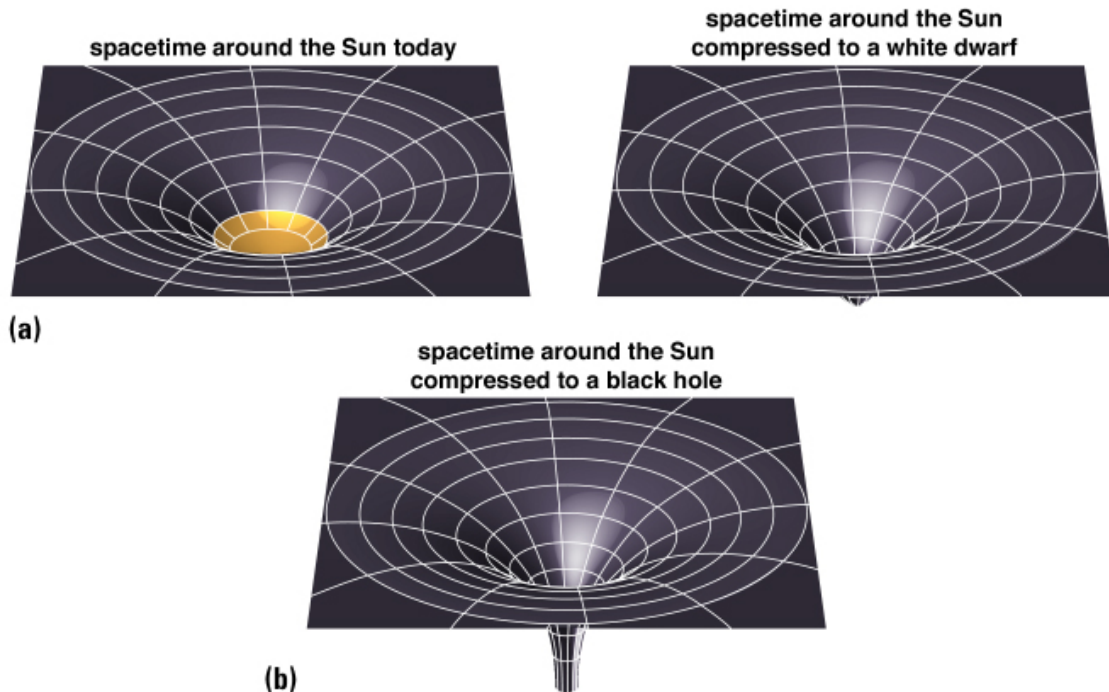 spacetime around the Sun today
spacetime around the Sun
compressed to a white dwarf
(a)
spacetime around the Sun
compressed to a black hole
(b)